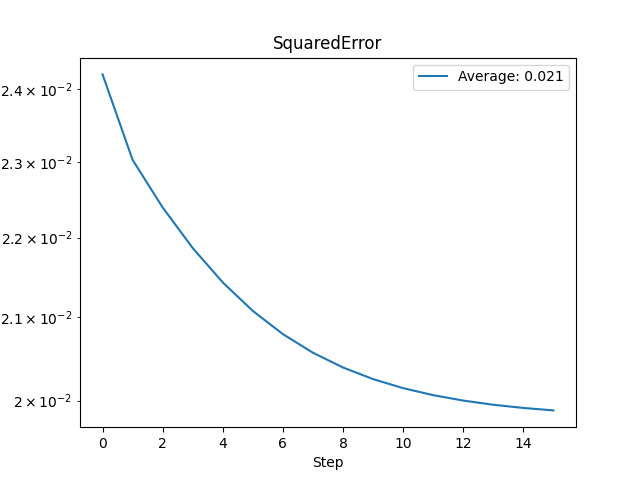 SquaredError
Average: 0.021
2.4 × 10⁻²
2.3 × 10⁻²
2.2 × 10⁻²
2.1 × 10⁻²
2 × 10⁻²
0 2 4 6 8 10 12 14
Step